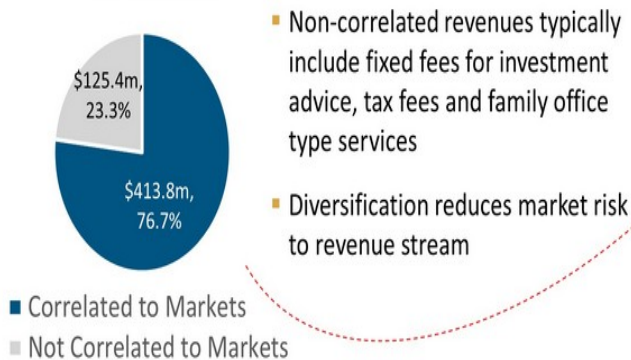 $125.4m,
23.3%
$413.8m,
76.7%
Correlated to Markets
Not Correlated to Markets
Non-correlated revenues typically
include fixed fees for investment
advice, tax fees and family office
type services
Diversification reduces market risk
to revenue stream